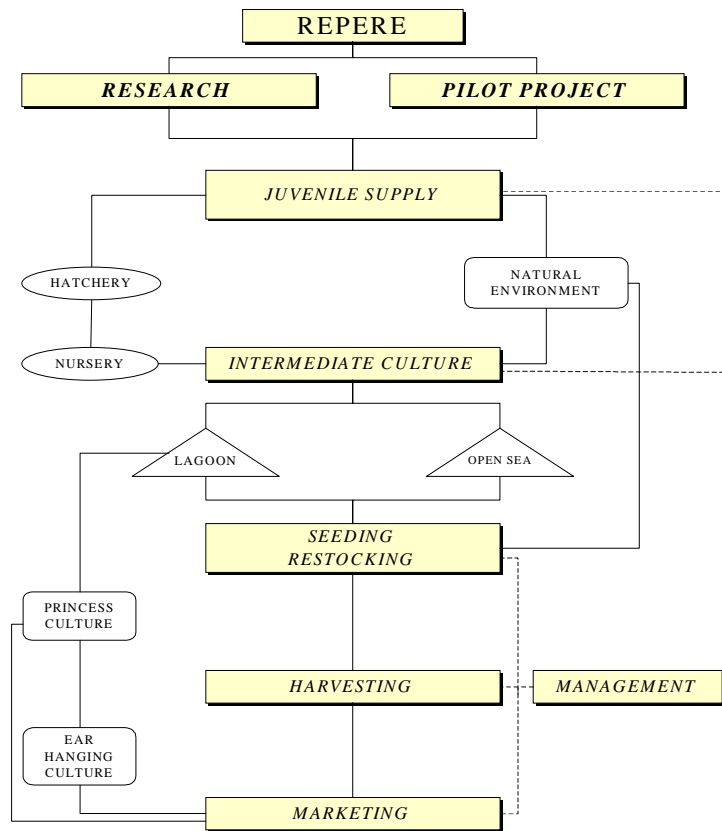 REPERE
RESEARCH
PILOT PROJECT
JUVENILE SUPPLY
HATCHERY
NATURAL
ENVIRONMENT
NURSERY
INTERMEDIATE CULTURE
LAGOON
OPEN SEA
SEEDING
RESTOCKING
PRINCESS
CULTURE
HARVESTING
MANAGEMENT
EAR
HANGING
CULTURE
MARKETING